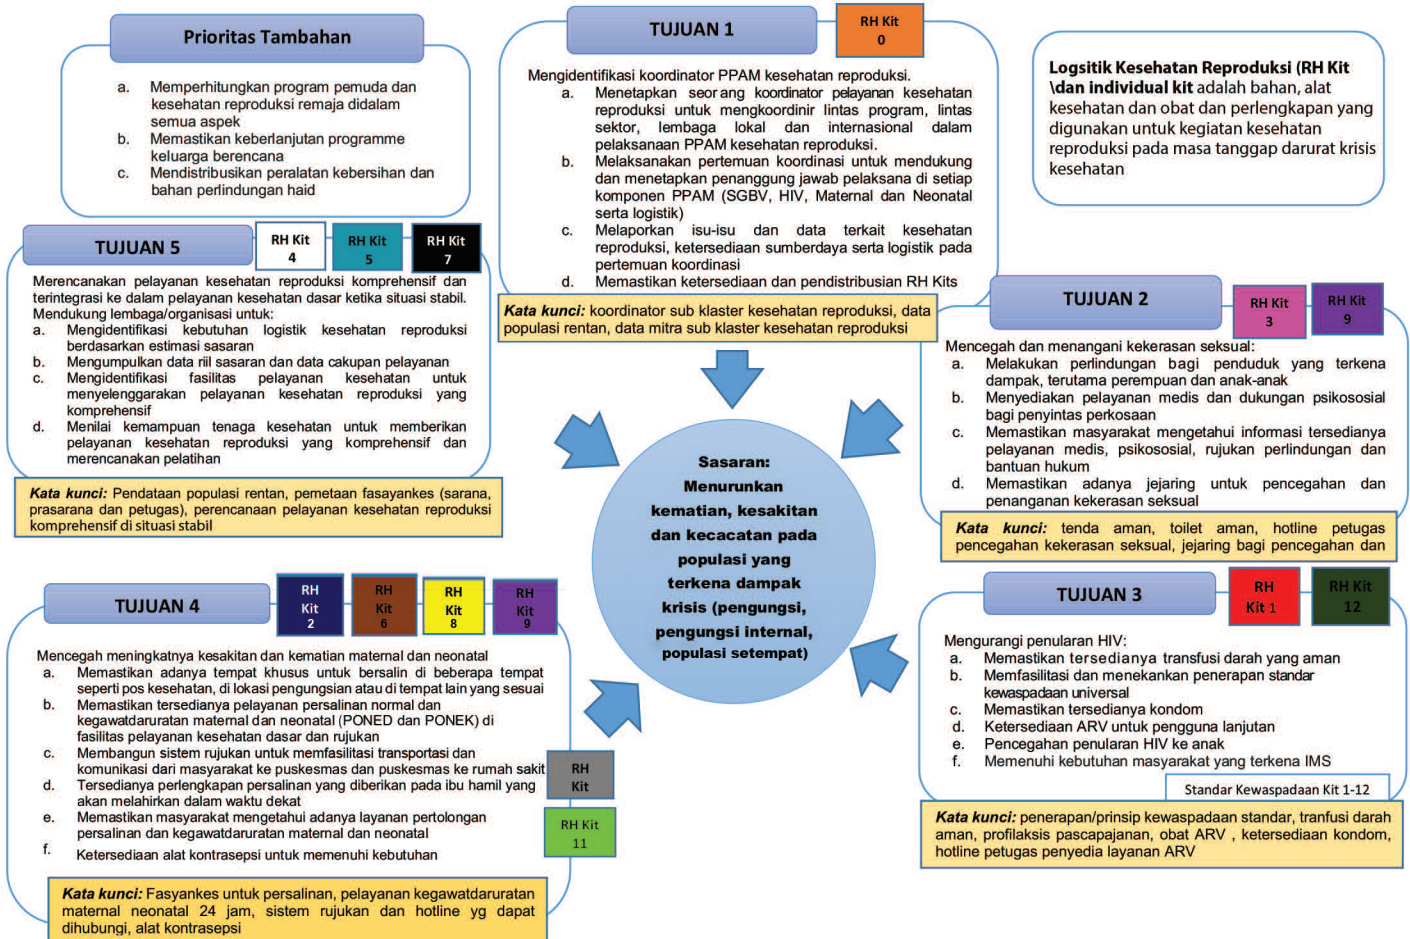 Prioritas Tambahan
a. Memperhitungkan program pemuda dan
kesehatan reproduksi remaja didalam
semua aspek
b. Memastikan keberlanjutan programme
keluarga berencana
c. Mendistribusikan peralatan kebersihan dan
bahan perlindungan haid
TUJUAN 1
RH Kit
0
Mengidentifikasi koordinator PPAM kesehatan reproduksi.
a. Menetapkan seor ang koordinator pelayanan kesehatan
reproduksi untuk mengkoordinir lintas program, lintas
sektor, lembaga lokal dan internasional dalam
pelaksanaan PPAM kesehatan reproduksi.
b. Melaksanakan pertemuan koordinasi untuk mendukung
dan menetapkan penanggung jawab pelaksana di setiap
komponen PPAM (SGBV, HIV, Maternal dan Neonatal
serta logistik)
c. Melaporkan isu-isu dan data terkait kesehatan
reproduksi, ketersediaan sumberdaya serta logistik pada
pertemuan koordinasi
d. Memastikan ketersediaan dan pendistribusian RH Kits
Kata kunci: koordinator sub klaster kesehatan reproduksi, data
populasi rentan, data mitra sub klaster kesehatan reproduksi
Logsitik Kesehatan Reproduksi (RH Kit
\dan individual kit adalah bahan, alat
kesehatan dan obat dan perlengkapan yang
digunakan untuk kegiatan kesehatan
reproduksi pada masa tanggap darurat krisis
kesehatan
TUJUAN 5
RH Kit
4
RH Kit
5
RH Kit
7
Merencanakan pelayanan kesehatan reproduksi komprehensif dan
terintegrasi ke dalam pelayanan kesehatan dasar ketika situasi stabil.
Mendukung lembaga/organisasi untuk:
a. Mengidentifikasi kebutuhan logistik kesehatan reproduksi
berdasarkan estimasi sasaran
b. Mengumpulkan data riil sasaran dan data cakupan pelayanan
c. Mengidentifikasi fasilitas pelayanan kesehatan untuk
menyelenggarakan pelayanan kesehatan reproduksi yang
komprehensif
d. Menilai kemampuan tenaga kesehatan untuk memberikan
pelayanan kesehatan reproduksi yang komprehensif dan
merencanakan pelatihan
Kata kunci: Pendataan populasi rentan, pemetaan fasayankes (sarana,
prasarana dan petugas), perencanaan pelayanan kesehatan reproduksi
komprehensif di situasi stabil
TUJUAN 2
RH Kit
3
RH Kit
9
Mencegah dan menangani kekerasan seksual:
a. Melakukan perlindungan bagi penduduk yang terkena
dampak, terutama perempuan dan anak-anak
b. Menyediakan pelayanan medis dan dukungan psikososial
bagi penyintas perkosaan
c. Memastikan masyarakat mengetahui informasi tersedianya
pelayanan medis, psikososial, rujukan perlindungan dan
bantuan hukum
d. Memastikan adanya jejaring untuk pencegahan dan
penanganan kekerasan seksual
Kata kunci: tenda aman, toilet aman, hotline petugas
pencegahan kekerasan seksual, jejaring bagi pencegahan dan
Sasaran:
Menurunkan
kematian, kesakitan
dan kecacatan pada
populasi yang
terkena dampak
krisis (pengungsi,
pengungsi internal,
populasi setempat)
TUJUAN 4
RH
Kit
2
RH
Kit
6
RH
Kit
8
RH
Kit
9
Mencegah meningkatnya kesakitan dan kematian maternal dan neonatal
a. Memastikan adanya tempat khusus untuk bersalin di beberapa tempat
seperti pos kesehatan, di lokasi pengungsian atau di tempat lain yang sesuai
b. Memastikan tersedianya pelayanan persalinan normal dan
kegawatdaruratan maternal dan neonatal (PONED dan PONEK) di
fasilitas pelayanan kesehatan dasar dan rujukan
c. Membangun sistem rujukan untuk memfasilitasi transportasi dan
komunikasi dari masyarakat ke puskesmas dan puskesmas ke rumah sakit
d. Tersedianya perlengkapan persalinan yang diberikan pada ibu hamil yang
akan melahirkan dalam waktu dekat
e. Memastikan masyarakat mengetahui adanya layanan pertolongan
persalinan dan kegawatdaruratan maternal dan neonatal
f. Ketersediaan alat kontrasepsi untuk memenuhi kebutuhan
RH
Kit
RH Kit
11
Kata kunci: Fasyankes untuk persalinan, pelayanan kegawatdaruratan
maternal neonatal 24 jam, sistem rujukan dan hotline yg dapat
dihubungi, alat kontrasepsi
TUJUAN 3
RH
Kit 1
RH Kit
12
Mengurangi penularan HIV:
a. Memastikan tersedianya transfusi darah yang aman
b. Memfasilitasi dan menekankan penerapan standar
kewaspadaan universal
c. Memastikan tersedianya kondom
d. Ketersediaan ARV untuk pengguna lanjutan
e. Pencegahan penularan HIV ke anak
f. Memenuhi kebutuhan masyarakat yang terkena IMS
Standar Kewaspadaan Kit 1-12
Kata kunci: penerapan/prinsip kewaspadaan standar, tranfusi darah
aman, profilaksis pascapajanan, obat ARV , ketersediaan kondom,
hotline petugas penyedia layanan ARV